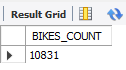 Result Grid
BIKES_COUNT
10831